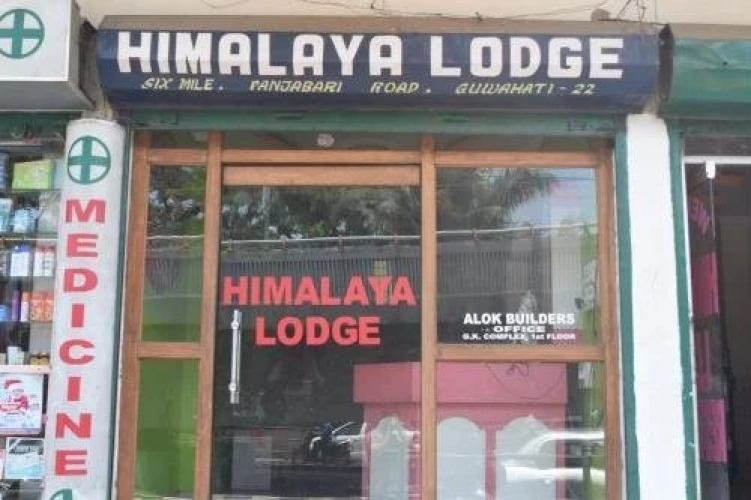 HIMALAYA LODGE
SIX MILE. PANJABARI ROAD. GUWAHATI-22
MEDICINE
HIMALAYA
LODGE
ALOK BUILDERS
OFFICE
G.K. COMPLEX, 1st FLOOR